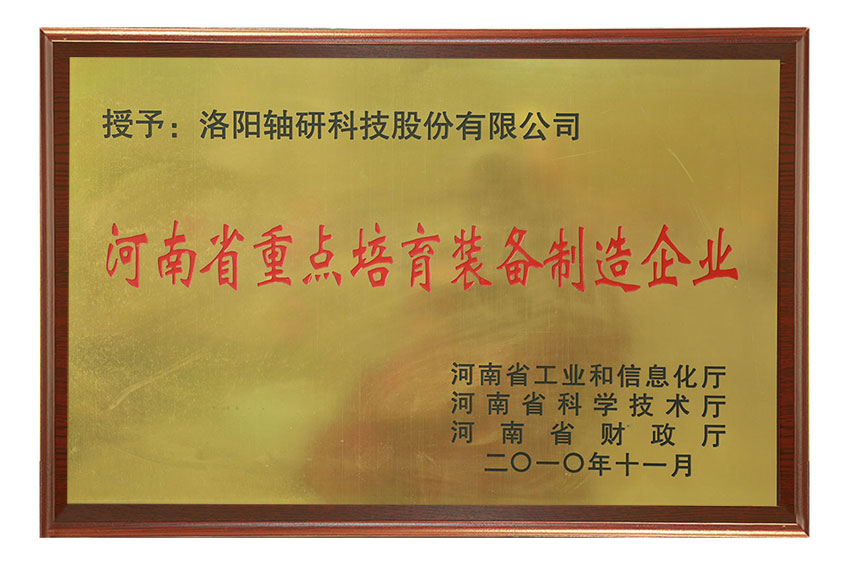 授予：洛阳轴研科技股份有限公司
河南省重点培育装备制造企业
河南省工业和信息化厅
河南省科学技术厅
河南省财政厅
二〇一〇年十一月